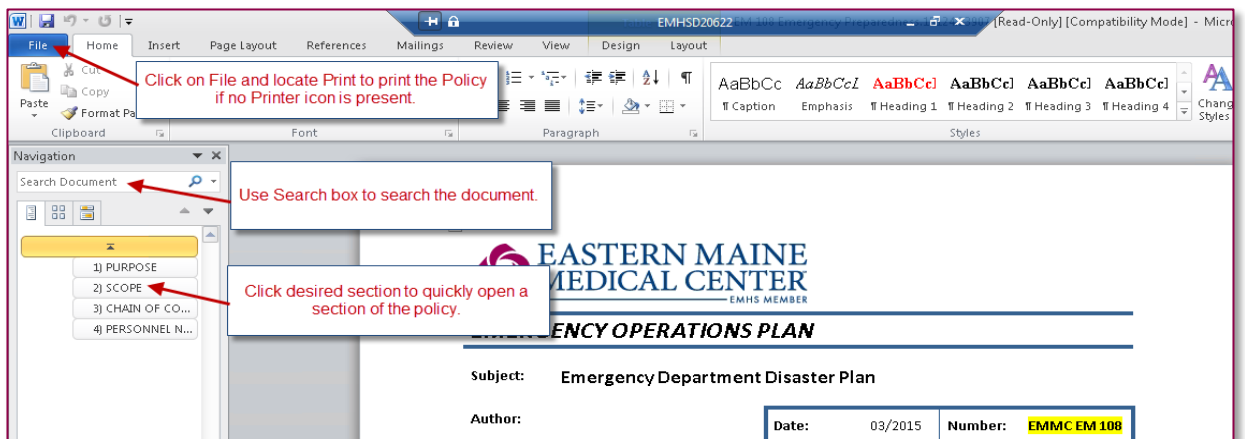 EMHSD20622
EM 108 Emergency Preparedness
[Read-Only] [Compatibility Mode] - Micro
File Home Insert Page Layout References Mailings Review View Design Layout
Cut
Copy
Format Pa
Paste
Click on File and locate Print to print the Policy
if no Printer icon is present.
AaBbCc AaBbCcI AaBbCc] AaBbCc] AaBbCc] AaBbCc]
¶ Caption Emphasis ¶ Heading 1 ¶ Heading 2 ¶ Heading 3 ¶ Heading 4
Chang
Styles
Clipboard Font Paragraph Styles
Navigation
Search Document
Use Search box to search the document.
1) PURPOSE
2) SCOPE
3) CHAIN OF CO...
4) PERSONNEL N...
Click desired section to quickly open a
section of the policy.
EASTERN MAINE
MEDICAL CENTER
EMHS MEMBER
EMERGENCY OPERATIONS PLAN
Subject: Emergency Department Disaster Plan
Author:
Date: 03/2015 Number: EMMC EM 108